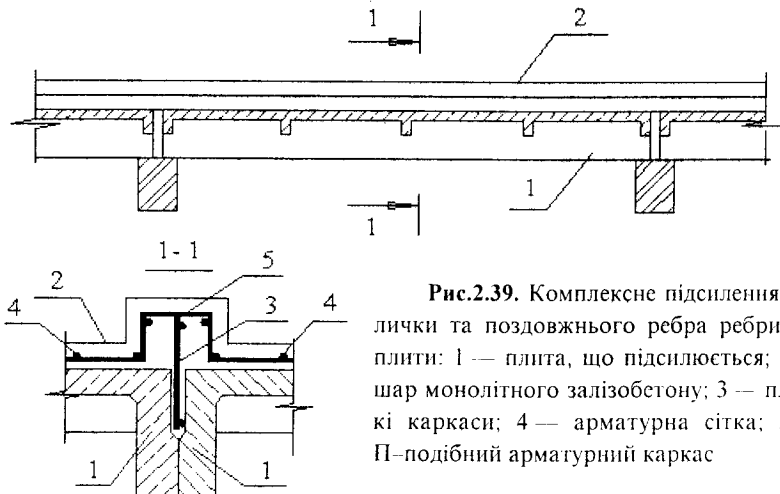 1
2
1
1
1- 1
5
2
4
3
4
1
1
Рис.2.39. Комплексне підсилення
лички та поздовжнього ребра ребри
плити: 1 — плита, що підсилюється;
шар монолітного залізобетону; 3 — п
кі каркаси; 4 — арматурна сітка;
П-подібний арматурний каркас